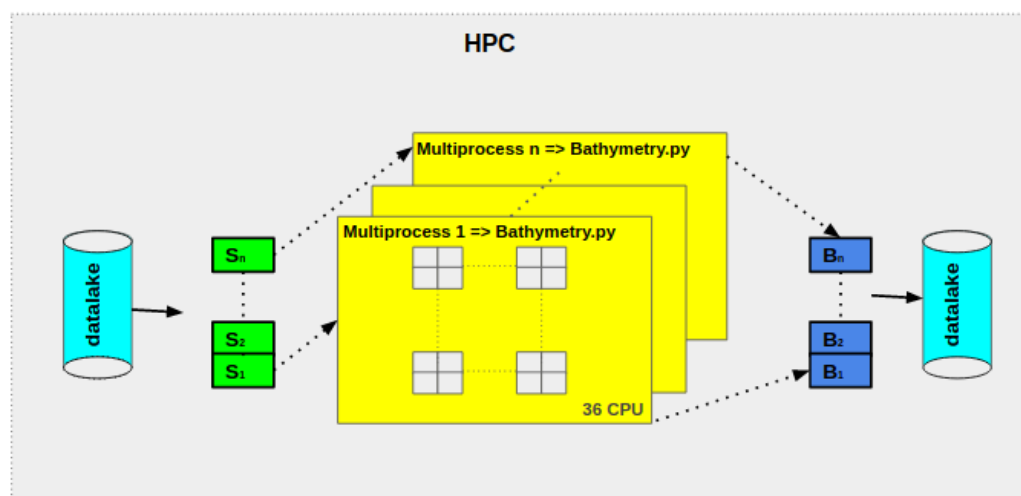 HPC
Multiprocess n => Bathymetry.py
Multiprocess 1 => Bathymetry.py
datalake
Sn
S2
S1
36 CPU
Bn
B2
B1
datalake